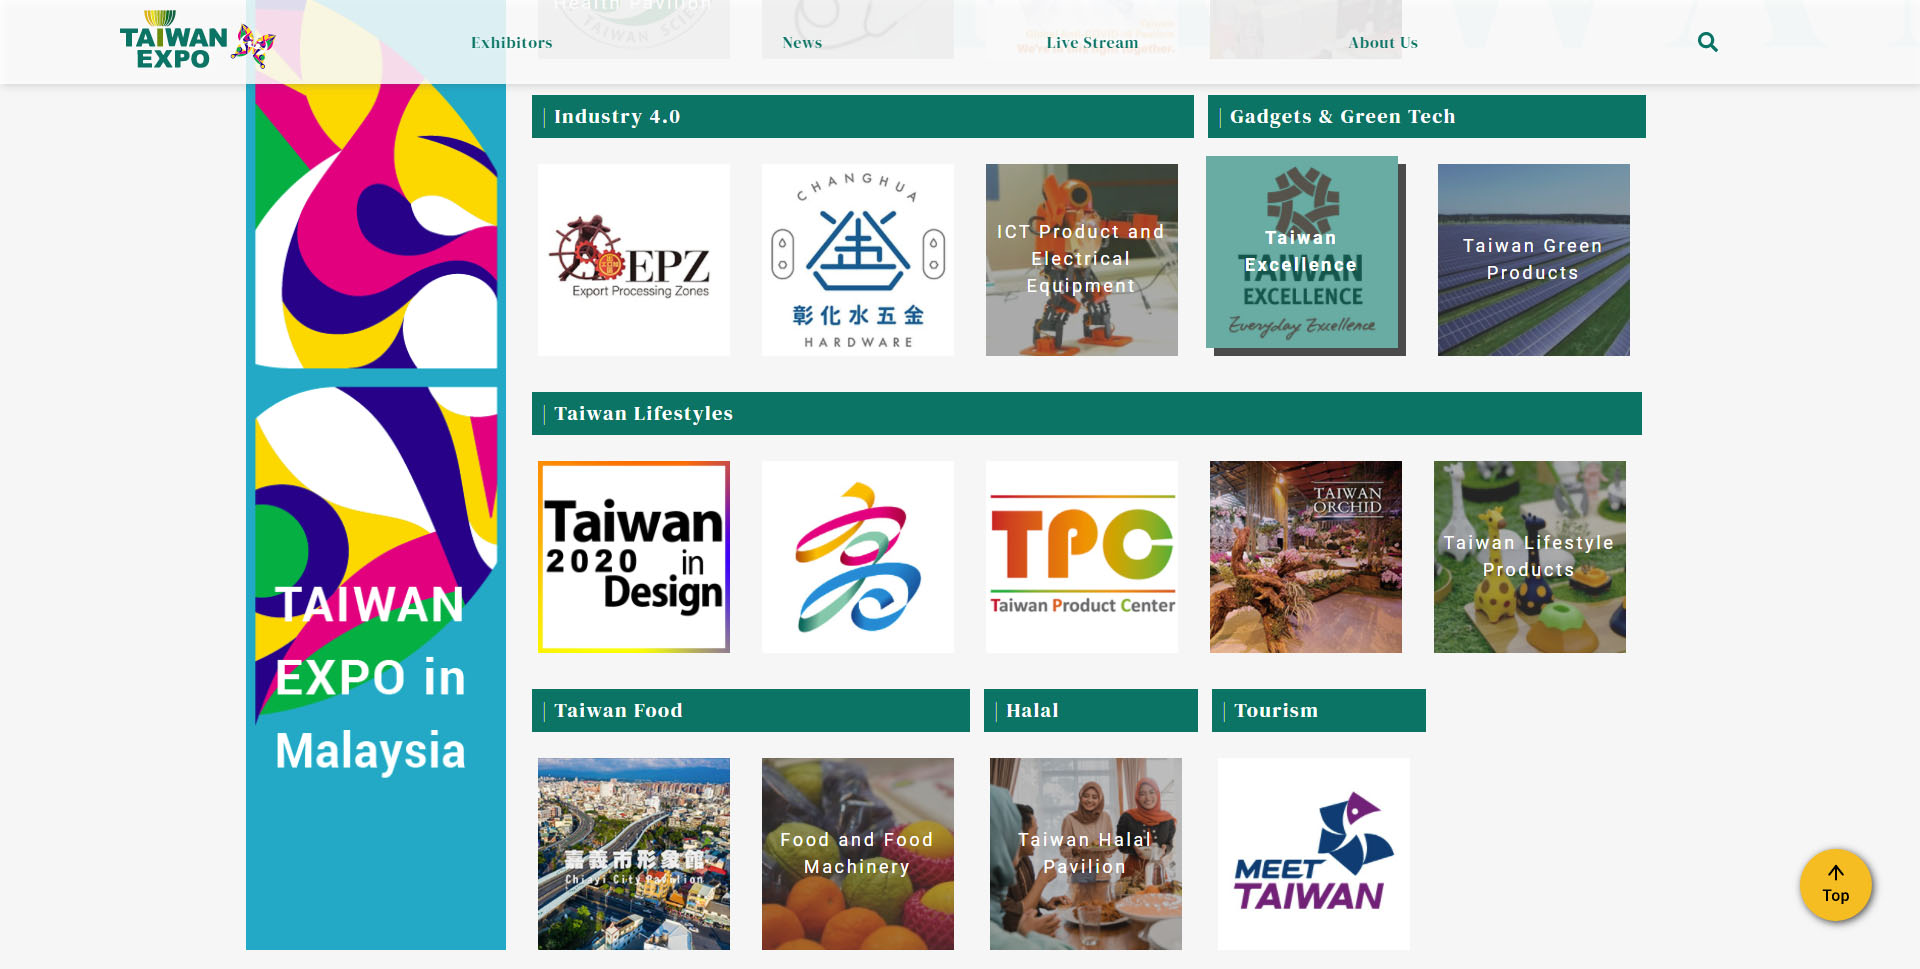 Health Pavilion
TAIWAN
EXPO
Exhibitors
News
Live Stream
About Us
TAIWAN
We're
together.
Industry 4.0
Gadgets & Green Tech
EPZ
Export Processing Zones
CHANGHUA
彰化水五金
HARDWARE
ICT Product and
Electrical
Equipment
Taiwan
Excellence
TAIWAN
EXCELLENCE
Everyday Excellence
Taiwan Green
Products
Taiwan Lifestyles
Taiwan
2020 in
Design
TPC
Taiwan Product Center
TAIWAN
ORCHID
Taiwan Lifestyle
Products
TAIWAN
EXPO in
Malaysia
Taiwan Food
Halal
Tourism
嘉義市形象館
Chiayi City Pavilion
Food and Food
Machinery
Taiwan Halal
Pavilion
MEET
TAIWAN
Top